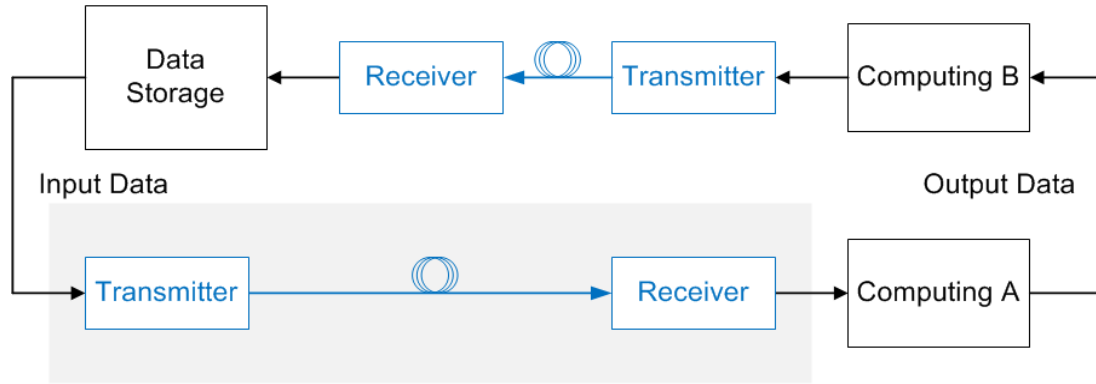 Data
Storage
Receiver
Transmitter
Computing B
Input Data
Output Data
Transmitter
Receiver
Computing A